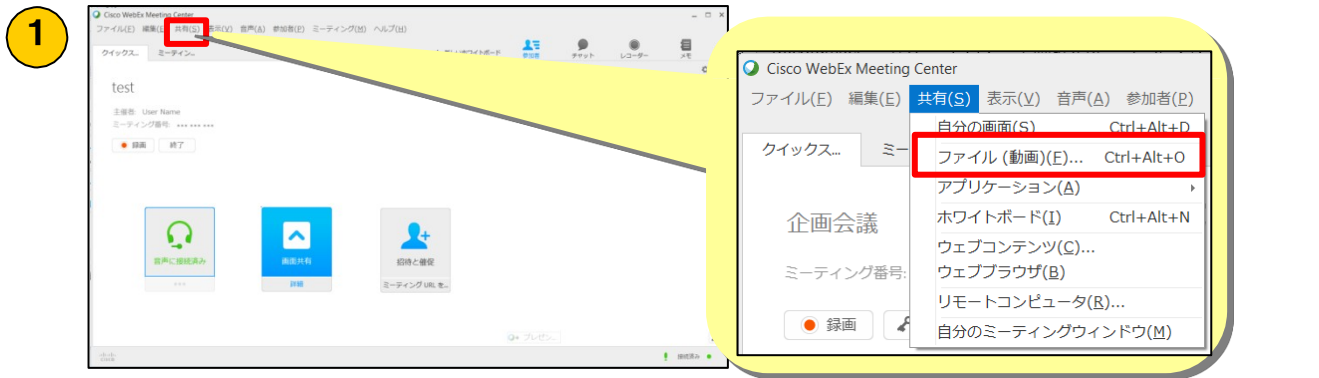 1
Cisco WebEx Meeting Center
ファイル(F) 編集(E) 共有(S) 表示(V) 音声(A) 参加者(P) ミーティング(M) ヘルプ(H)
クイックス... ミーティン...
参加者 チャット レコーダー メモ
test
主催者: User Name
ミーティング番号:
録画 終了
音声に接続済み
画面共有
詳細
招待と催促
ミーティング URL を...
接続済み
Cisco WebEx Meeting Center
ファイル(F) 編集(E) 共有(S) 表示(V) 音声(A) 参加者(P)
クイックス... ミー
企画会議
ミーティング番号:
録画
自分の画面(S) Ctrl+Alt+D
ファイル (動画)(F)... Ctrl+Alt+O
アプリケーション(A)
ホワイトボード(I) Ctrl+Alt+N
ウェブコンテンツ(C)...
ウェブブラウザ(B)
リモートコンピュータ(R)...
自分のミーティングウィンドウ(M)